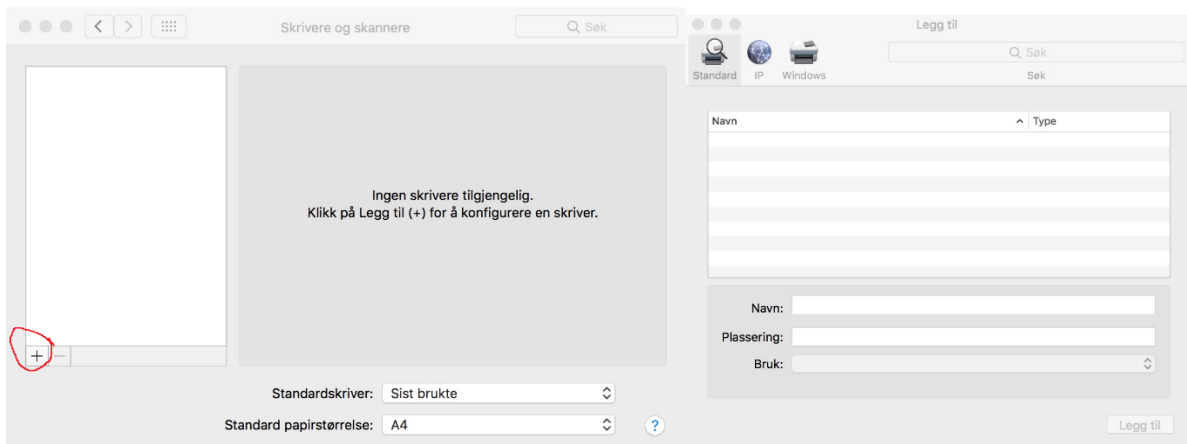 Skrivere og skannere
Søk
Ingen skrivere tilgjengelig.
Klikk på Legg til (+) for å konfigurere en skriver.
+ −
Standardskriver: Sist brukte
Standard papirstørrelse: A4 ?
Legg til
Standard IP Windows
Søk
Søk
Navn Type
Navn:
Plassering:
Bruk:
Legg til